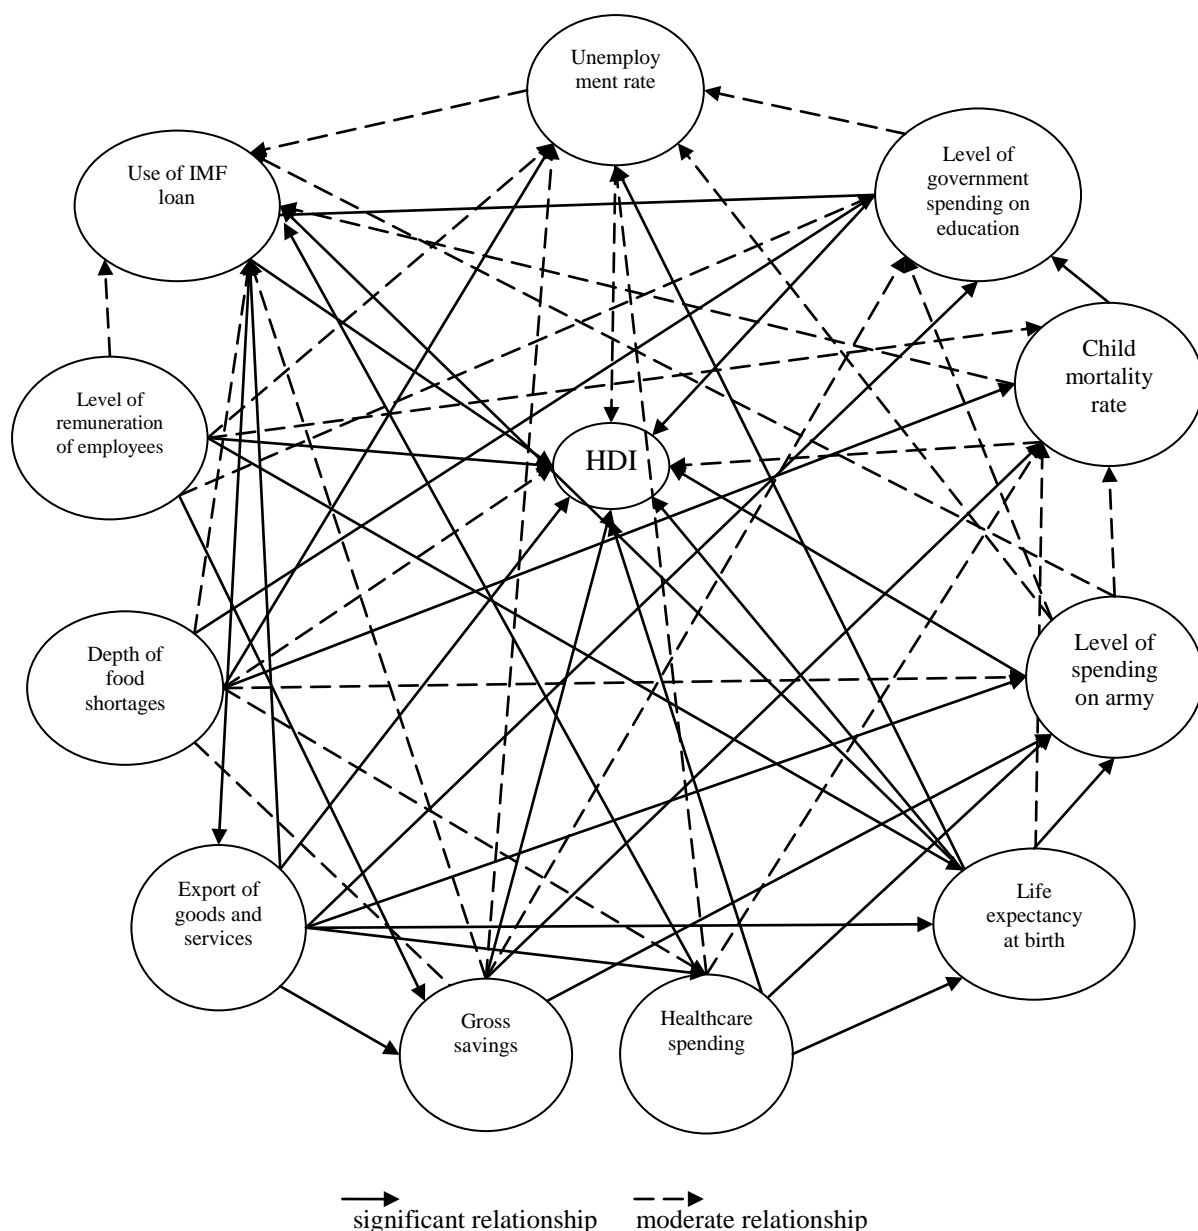 Unemploy
ment rate
Use of IMF
loan
Level of
government
spending on
education
Level of
remuneration
of employees
Child
mortality
rate
HDI
Depth of
food
shortages
Level of
spending
on army
Export of
goods and
services
Life
expectancy
at birth
Gross
savings
Healthcare
spending
significant relationship
moderate relationship